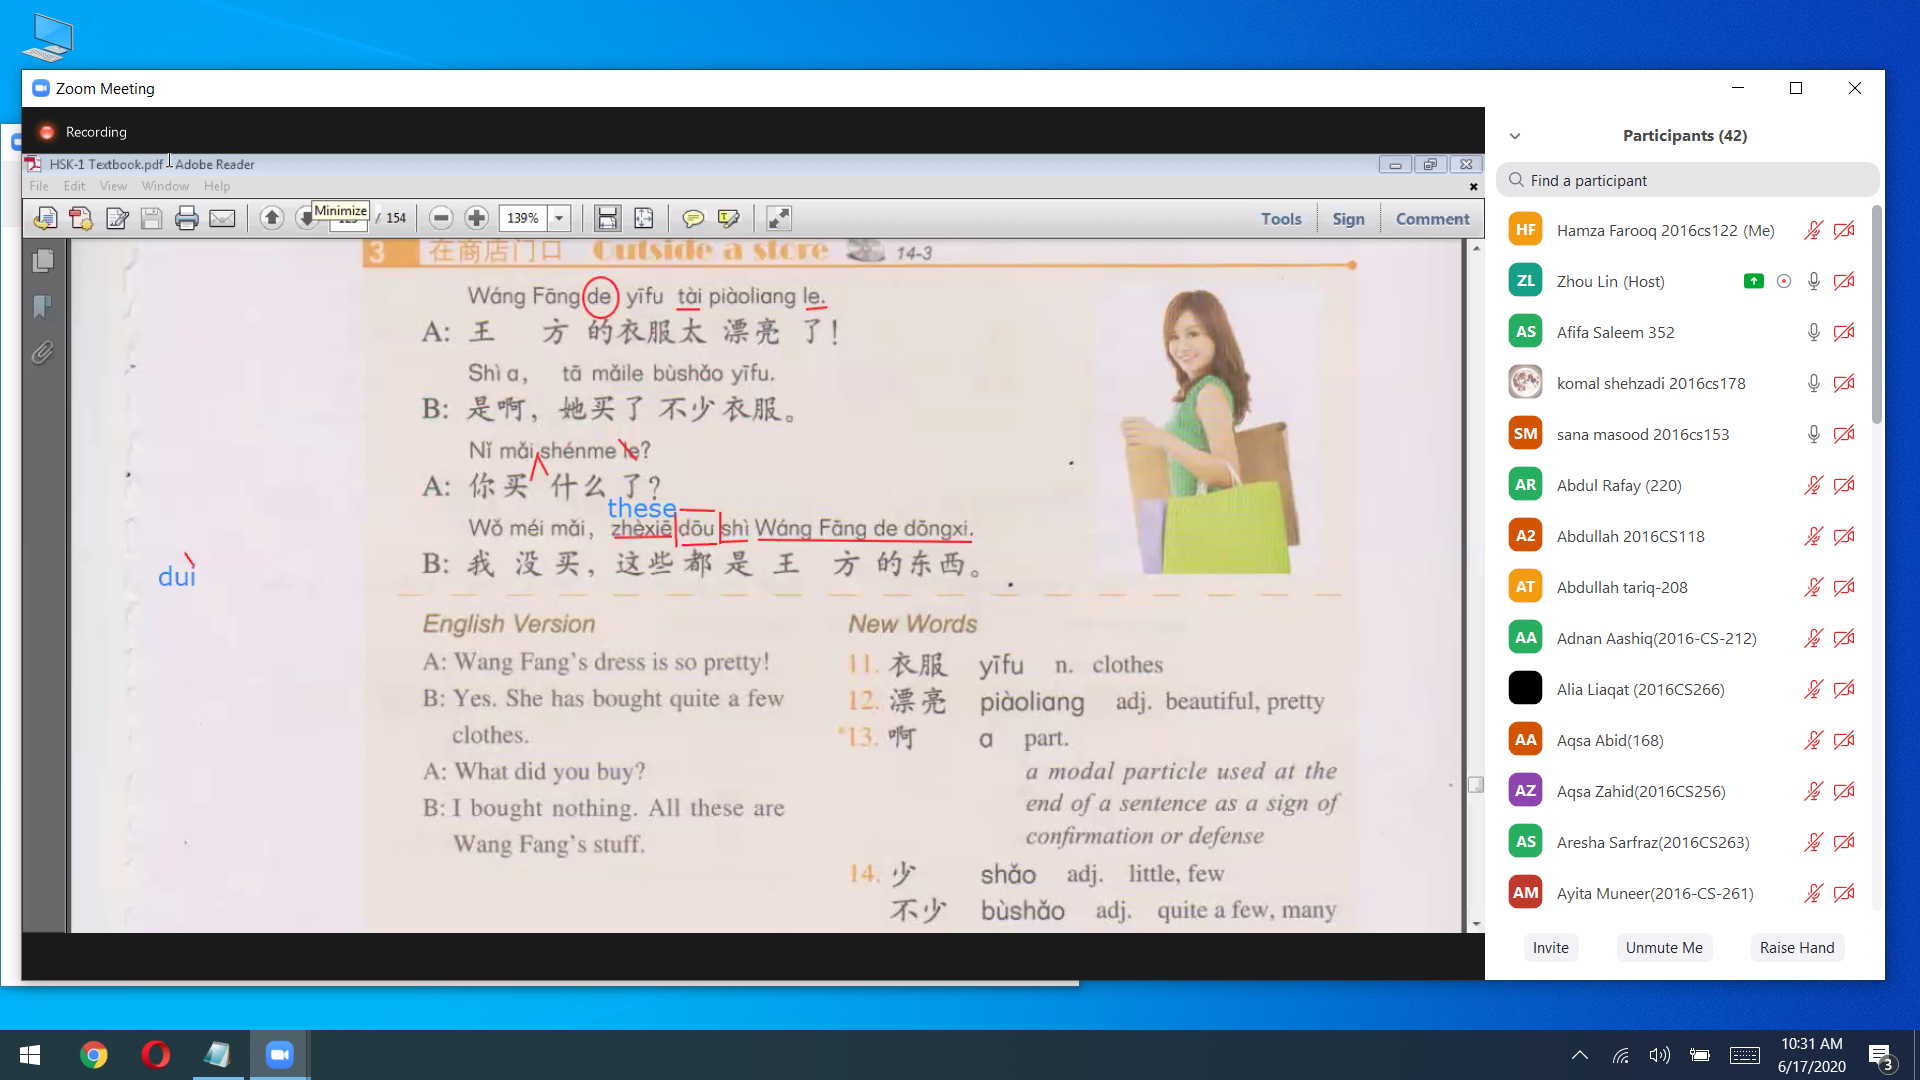 Zoom Meeting
Recording
HSK-1 Textbook.pdf - Adobe Reader
File Edit View Window Help
Minimize
/ 154
139%
Tools Sign Comment
3 在商店门口 Outside a store 14-3
Wáng Fāng de yīfu tài piàoliang le.
A: 王 方 的衣服太 漂亮 了!
Shì a, tā mǎile bùshǎo yīfu.
B: 是啊, 她买了 不少衣服。
Nǐ mǎi shénme le?
A: 你 买 什么 了?
these
Wǒ méi mǎi, zhèxiē dōu shì Wáng Fāng de dōngxi.
B: 我 没 买, 这些 都 是 王 方 的东西。
dui
English Version
A: Wang Fang's dress is so pretty!
B: Yes. She has bought quite a few
clothes.
A: What did you buy?
B: I bought nothing. All these are
Wang Fang's stuff.
New Words
11. 衣服 yīfu n. clothes
12. 漂亮 piàoliang adj. beautiful, pretty
*13. 啊 a part.
a modal particle used at the
end of a sentence as a sign of
confirmation or defense
14. 少 shǎo adj. little, few
不少 bùshǎo adj. quite a few, many
Participants (42)
Find a participant
HF Hamza Farooq 2016cs122 (Me)
ZL Zhou Lin (Host)
AS Afifa Saleem 352
komal shehzadi 2016cs178
SM sana masood 2016cs153
AR Abdul Rafay (220)
A2 Abdullah 2016CS118
AT Abdullah tariq-208
AA Adnan Aashiq(2016-CS-212)
Alia Liaqat (2016CS266)
AA Aqsa Abid(168)
AZ Aqsa Zahid(2016CS256)
AS Aresha Sarfraz(2016CS263)
AM Ayita Muneer(2016-CS-261)
Invite Unmute Me Raise Hand
10:31 AM
6/17/2020
3